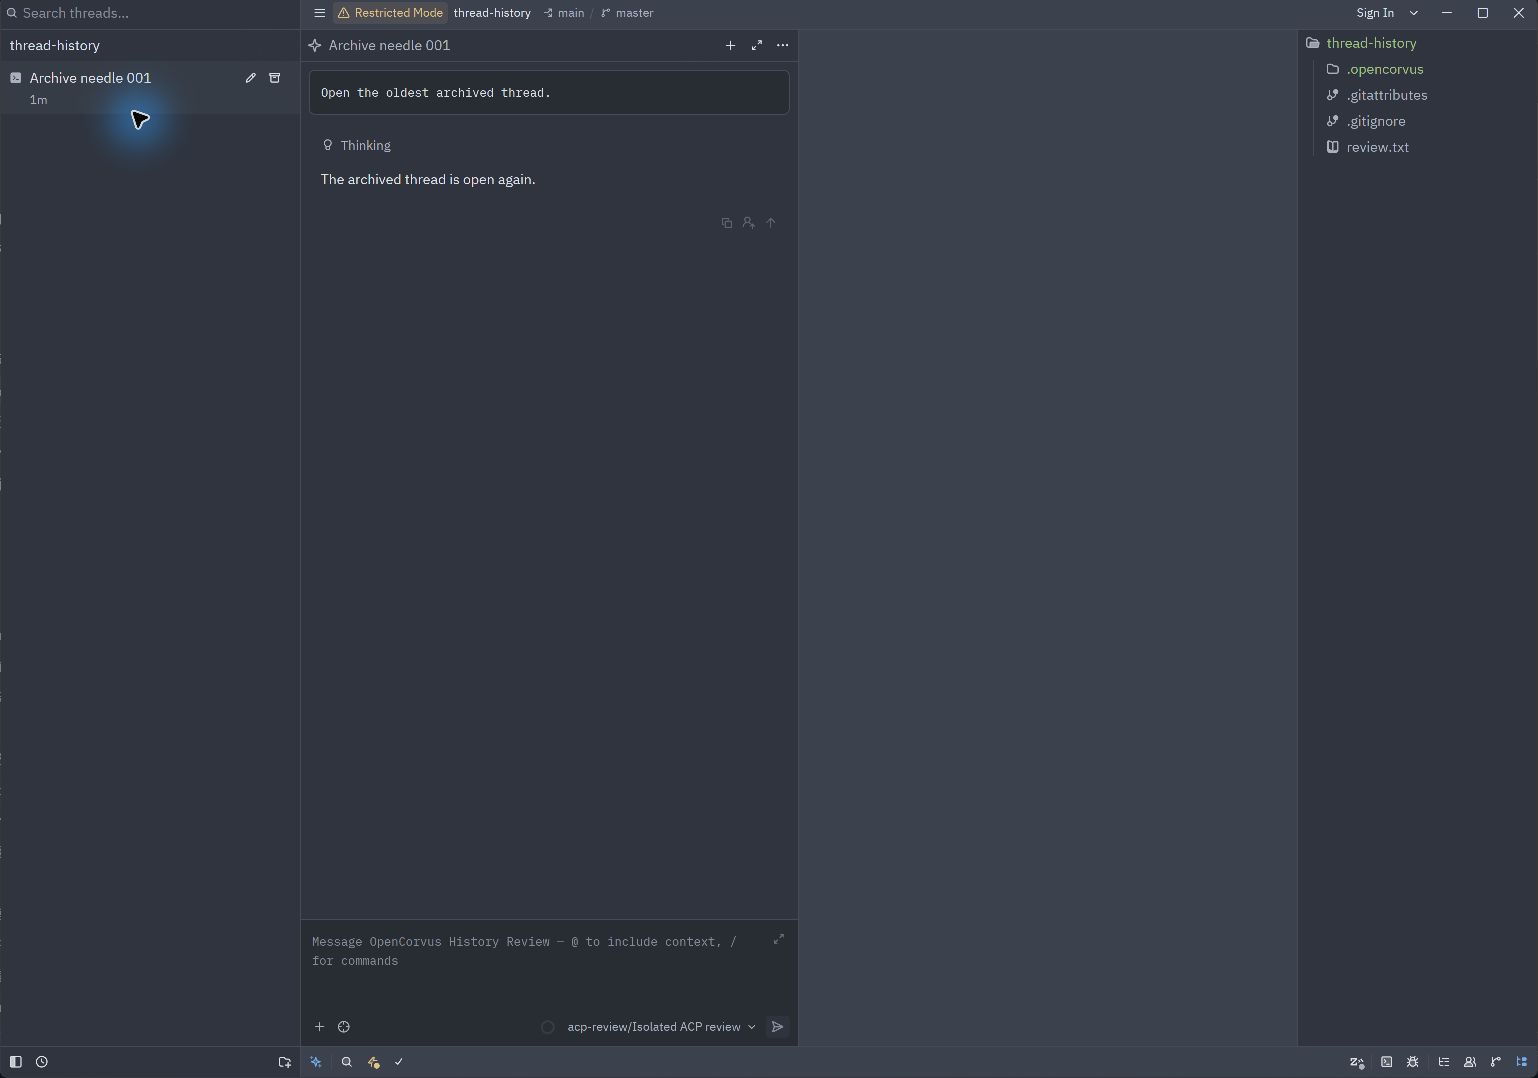 Search threads...
Restricted Mode
thread-history
main / master
Sign In
thread-history
Archive needle 001
1m
Archive needle 001
Open the oldest archived thread.
Thinking
The archived thread is open again.
Message OpenCorvus History Review — @ to include context, /
for commands
acp-review/Isolated ACP review
thread-history
.opencorvus
.gitattributes
.gitignore
review.txt